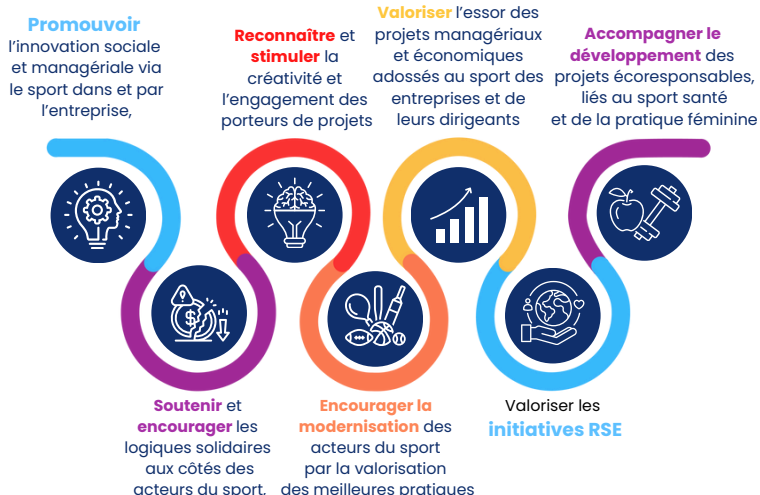 Promouvoir
l’innovation sociale
et managériale via
le sport dans et par
l’entreprise,
Soutenir et
encourager les
logiques solidaires
aux côtés des
acteurs du sport,
Reconnaître et
stimuler la
créativité et
l’engagement des
porteurs de projets
Encourager la
modernisation des
acteurs du sport
par la valorisation
des meilleures pratiques
Valoriser l’essor des
projets managériaux
et économiques
adossés au sport des
entreprises et de
leurs dirigeants
Valoriser les
initiatives RSE
Accompagner le
développement des
projets écoresponsables,
liés au sport santé
et de la pratique féminine
$